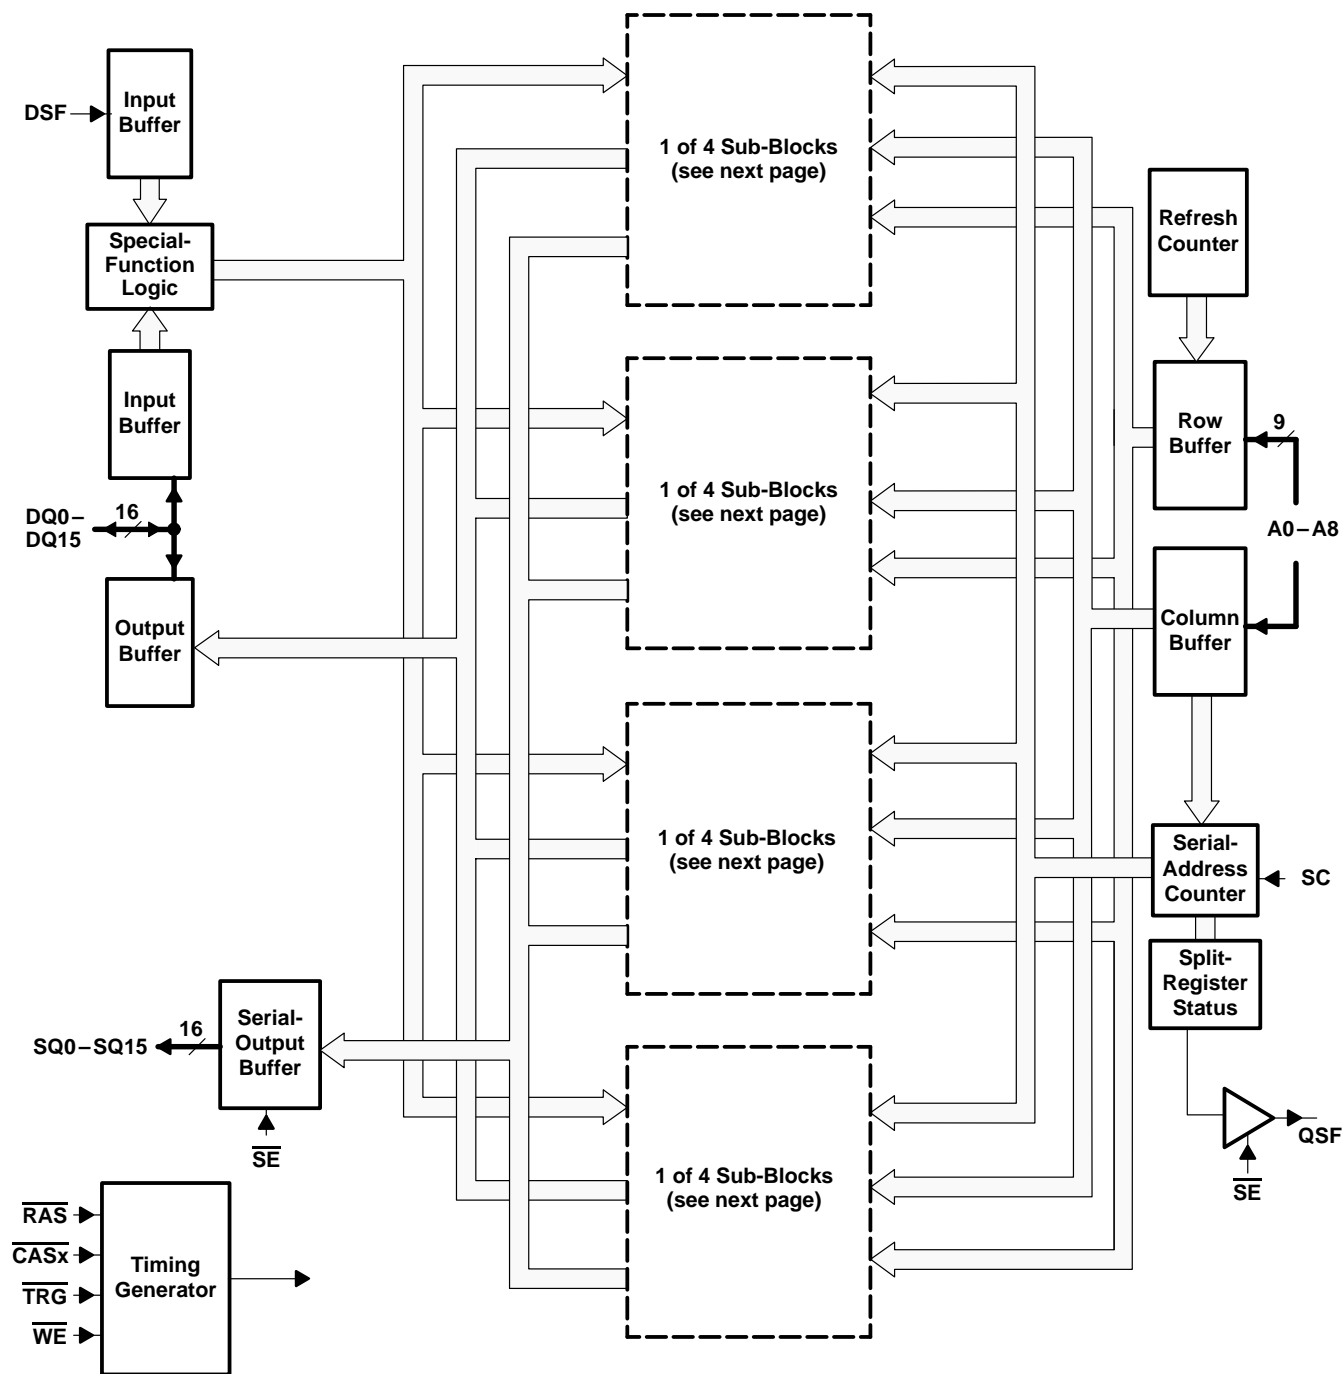 DSF
Input
Buffer
Special-
Function
Logic
Input
Buffer
DQ0–
DQ15
16
Output
Buffer
SQ0–SQ15
16
Serial-
Output
Buffer
SE
RAS
CASx
TRG
WE
Timing
Generator
1 of 4 Sub-Blocks
(see next page)
1 of 4 Sub-Blocks
(see next page)
1 of 4 Sub-Blocks
(see next page)
1 of 4 Sub-Blocks
(see next page)
Refresh
Counter
Row
Buffer
9
A0–A8
Column
Buffer
Serial-
Address
Counter
SC
Split-
Register
Status
QSF
SE